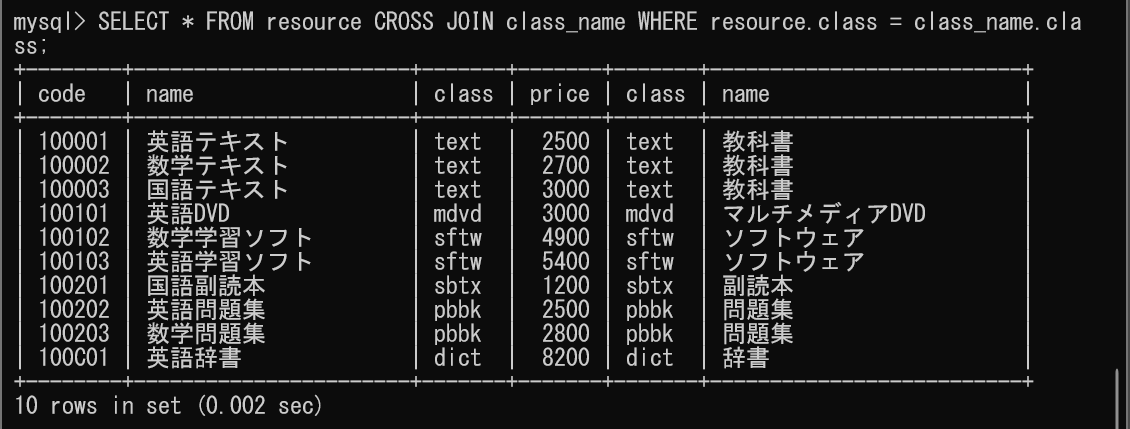 mysql> SELECT * FROM resource CROSS JOIN class_name WHERE resource.class = class_name.cla
ss;
+--------+----------------------+-------+-------+-------+--------------------------+
| code   | name                 | class | price | class | name                     |
+--------+----------------------+-------+-------+-------+--------------------------+
| 100001 | 英語テキスト         | text  |  2500 | text  | 教科書                   |
| 100002 | 数学テキスト         | text  |  2700 | text  | 教科書                   |
| 100003 | 国語テキスト         | text  |  3000 | text  | 教科書                   |
| 100101 | 英語DVD              | mdvd  |  3000 | mdvd  | マルチメディアDVD        |
| 100102 | 数学学習ソフト       | sftw  |  4900 | sftw  | ソフトウェア             |
| 100103 | 英語学習ソフト       | sftw  |  5400 | sftw  | ソフトウェア             |
| 100201 | 国語副読本           | sbtx  |  1200 | sbtx  | 副読本                   |
| 100202 | 英語問題集           | pbbk  |  2500 | pbbk  | 問題集                   |
| 100203 | 数学問題集           | pbbk  |  2800 | pbbk  | 問題集                   |
| 100C01 | 英語辞書             | dict  |  8200 | dict  | 辞書                     |
+--------+----------------------+-------+-------+-------+--------------------------+
10 rows in set (0.002 sec)